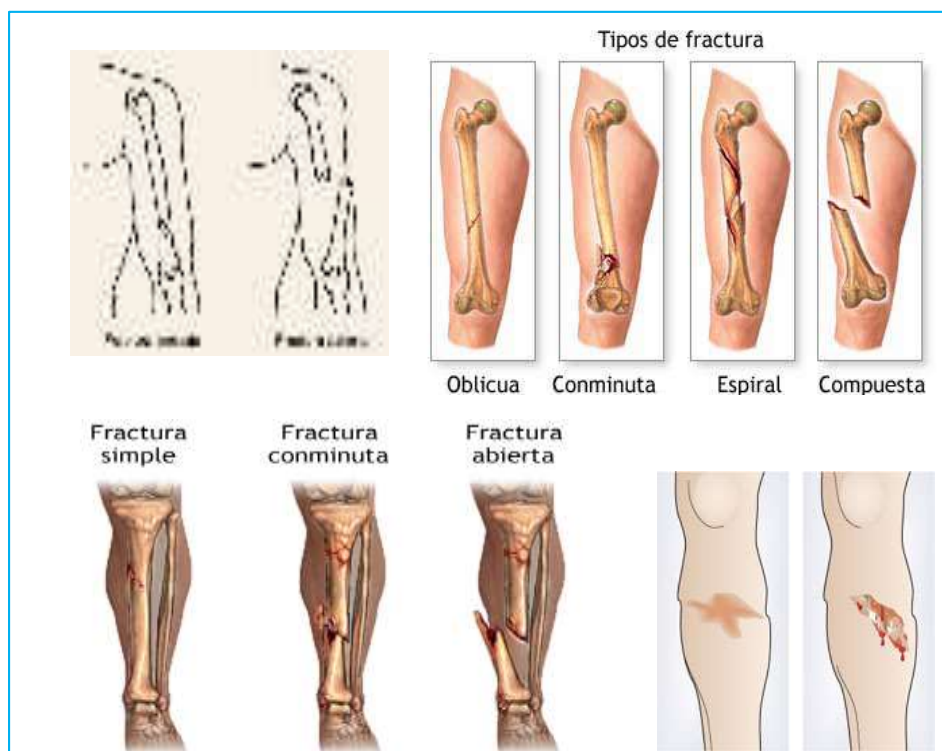 Tipos de fractura
Oblicua
Conminuta
Espiral
Compuesta
Fractura
simple
Fractura
conminuta
Fractura
abierta